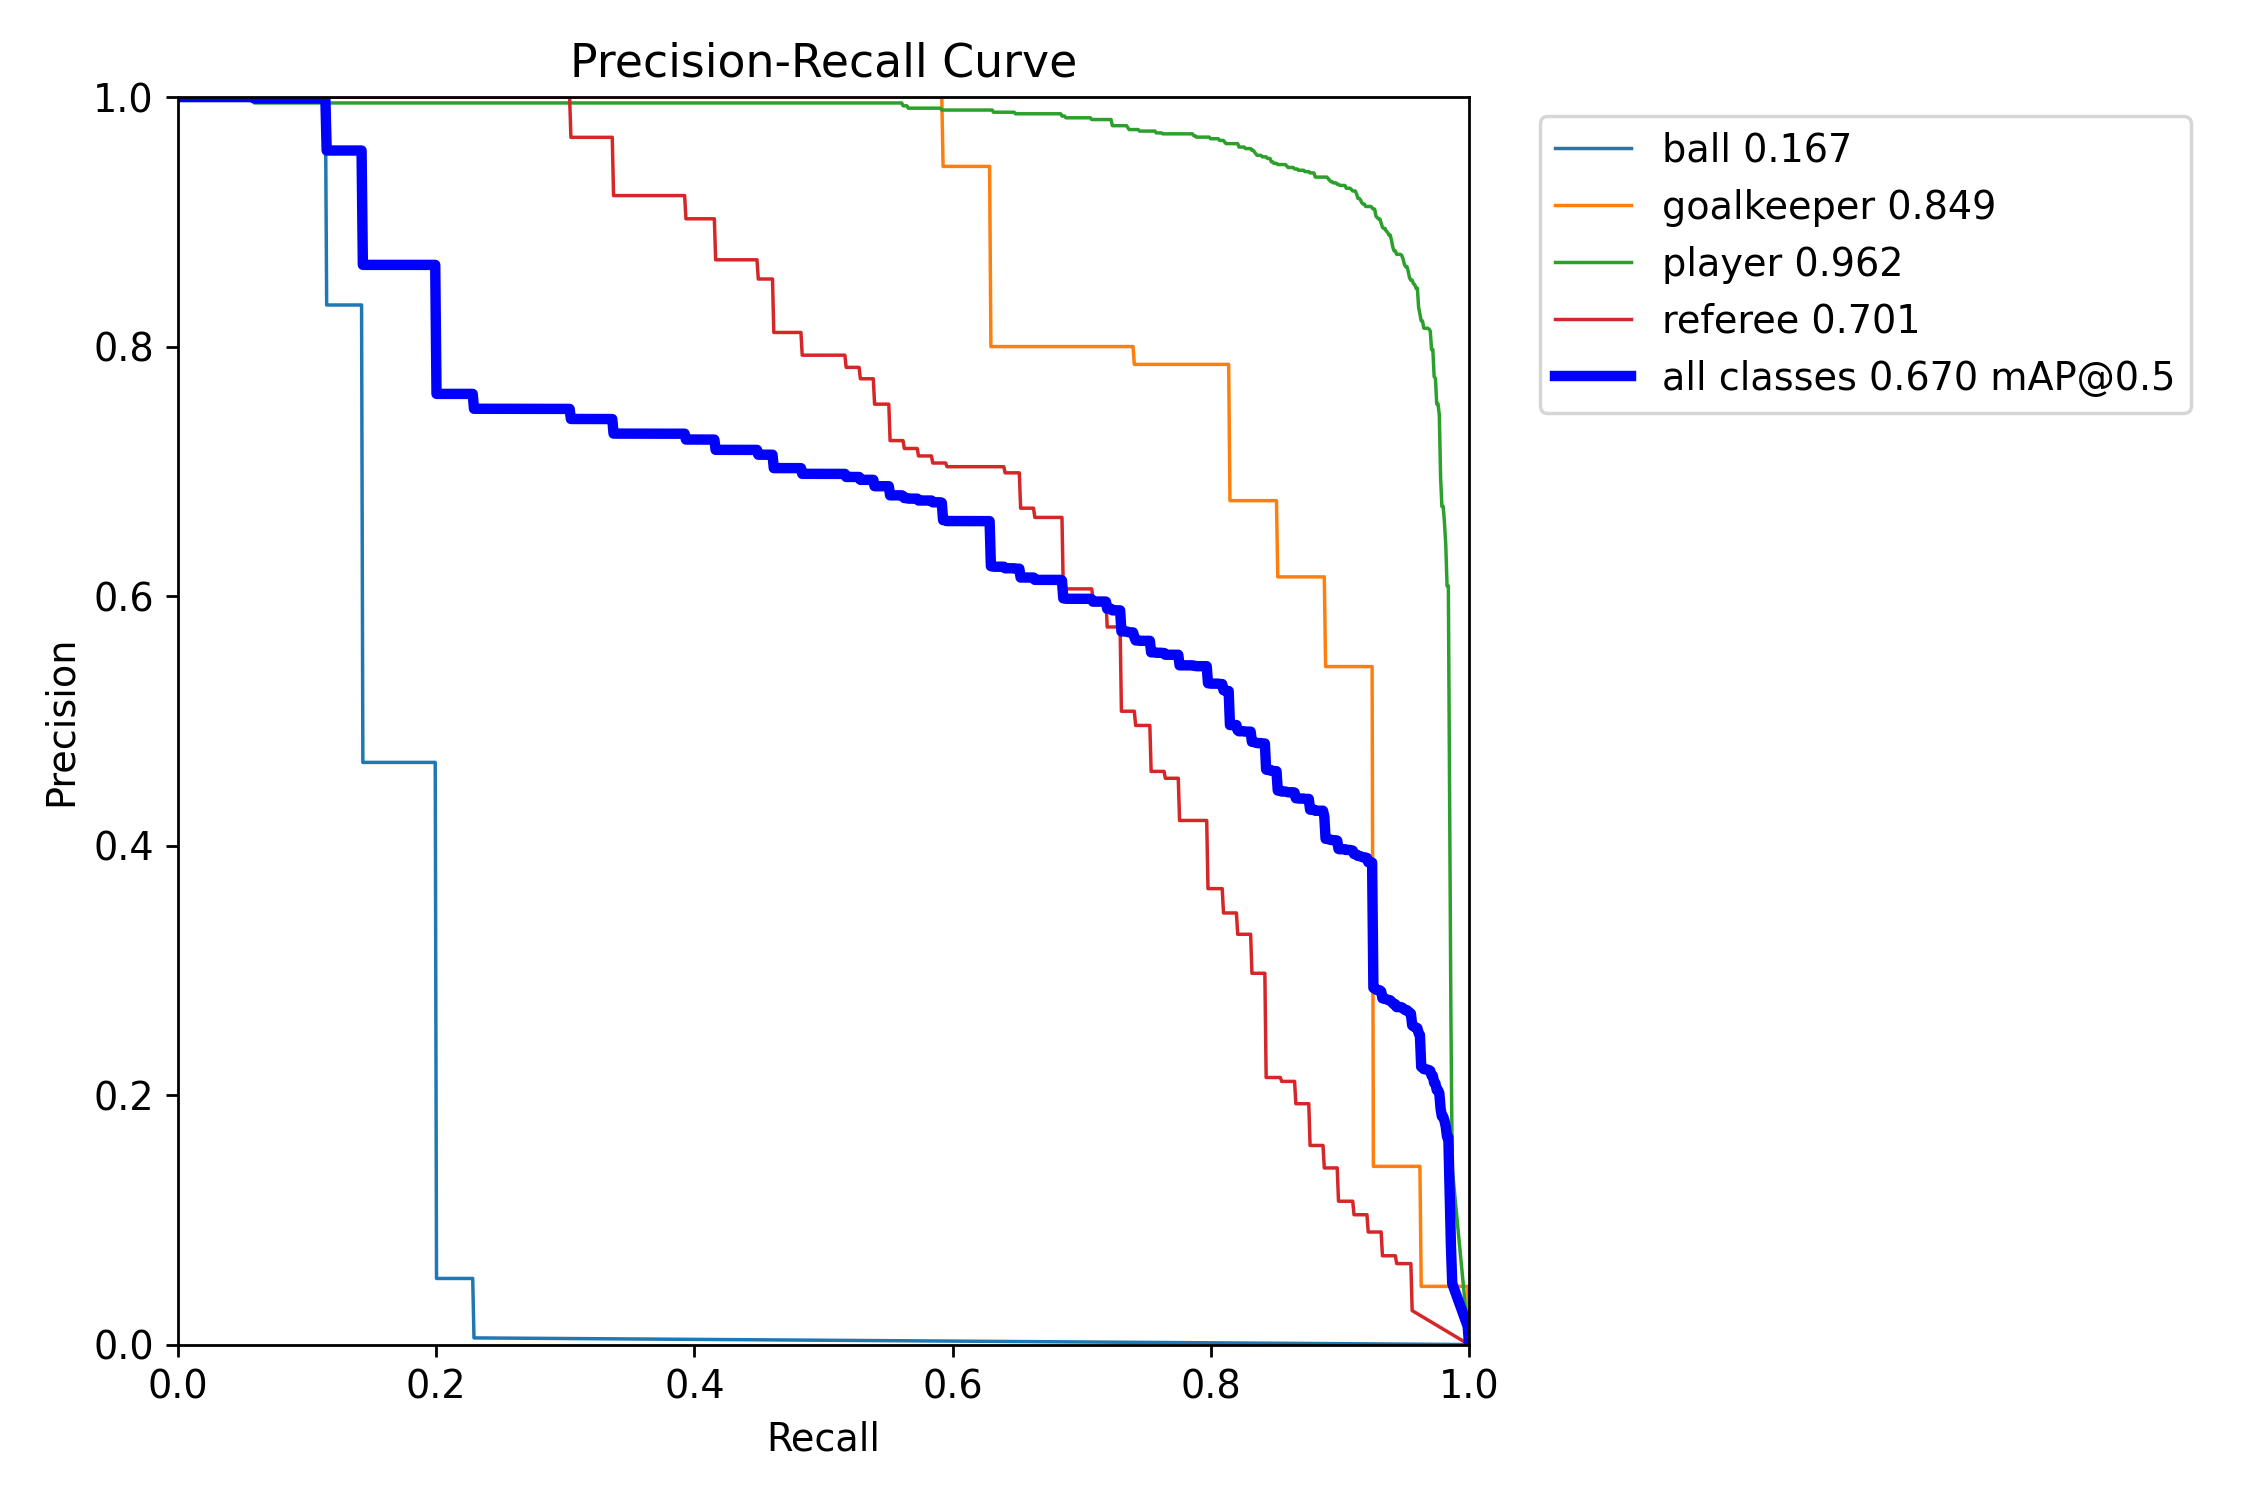 Precision-Recall Curve
1.0
0.8
0.6
0.4
0.2
0.0
Precision
0.0 0.2 0.4 0.6 0.8 1.0
Recall
ball 0.167
goalkeeper 0.849
player 0.962
referee 0.701
all classes 0.670 mAP@0.5